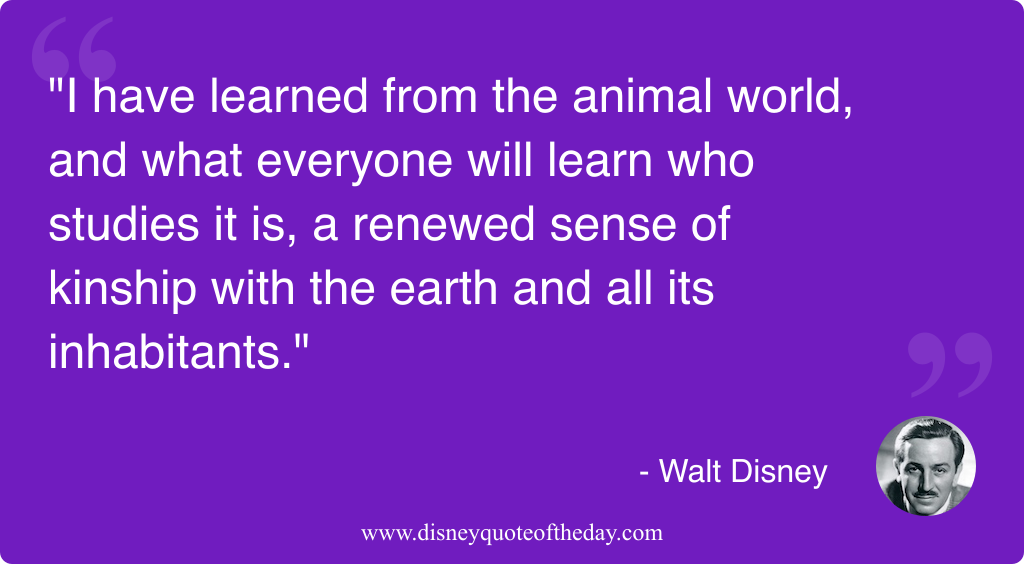 "I have learned from the animal world,
and what everyone will learn who
studies it is, a renewed sense of
kinship with the earth and all its
inhabitants."
- Walt Disney
www.disneyquoteoftheday.com